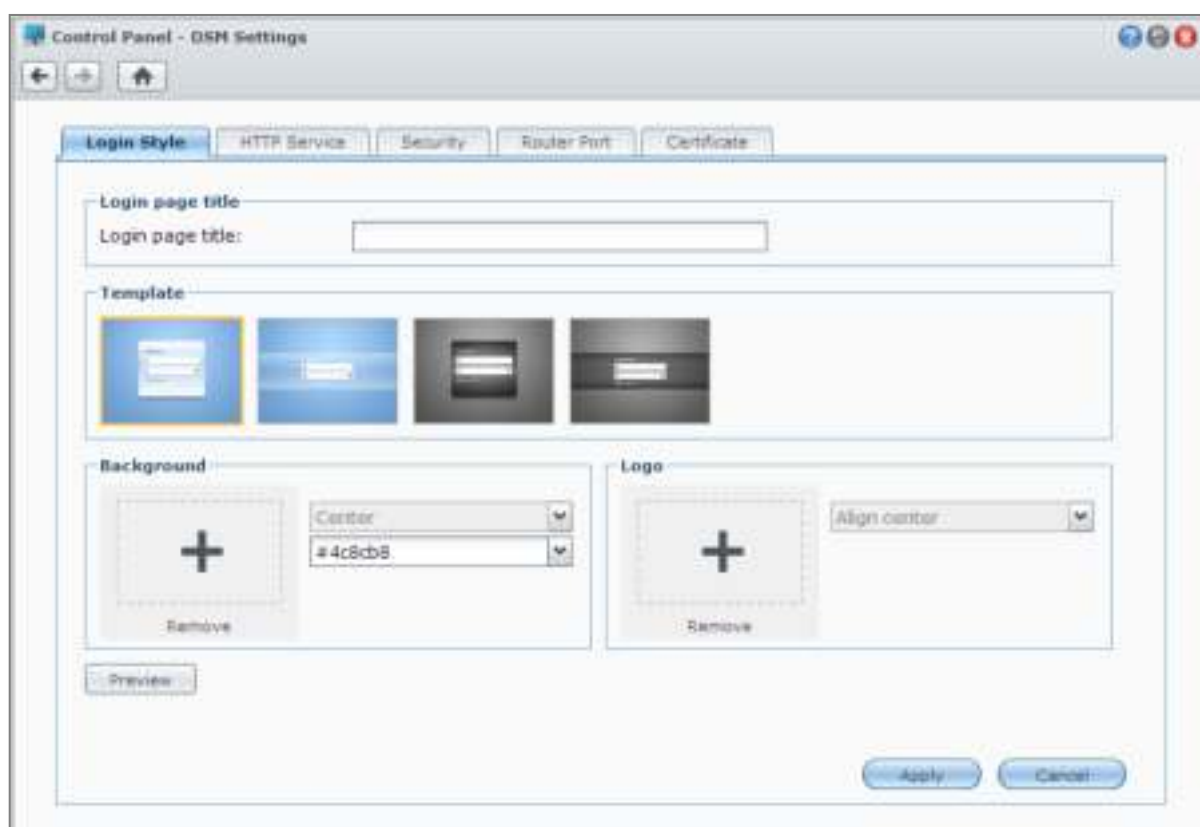 Control Panel - DSM Settings
Login Style HTTP Service Security Router Port Certificate
Login page title
Login page title:
Template
Background
Logo
Center
Align center
#4c8cb8
Remove
Remove
Preview
Apply Cancel